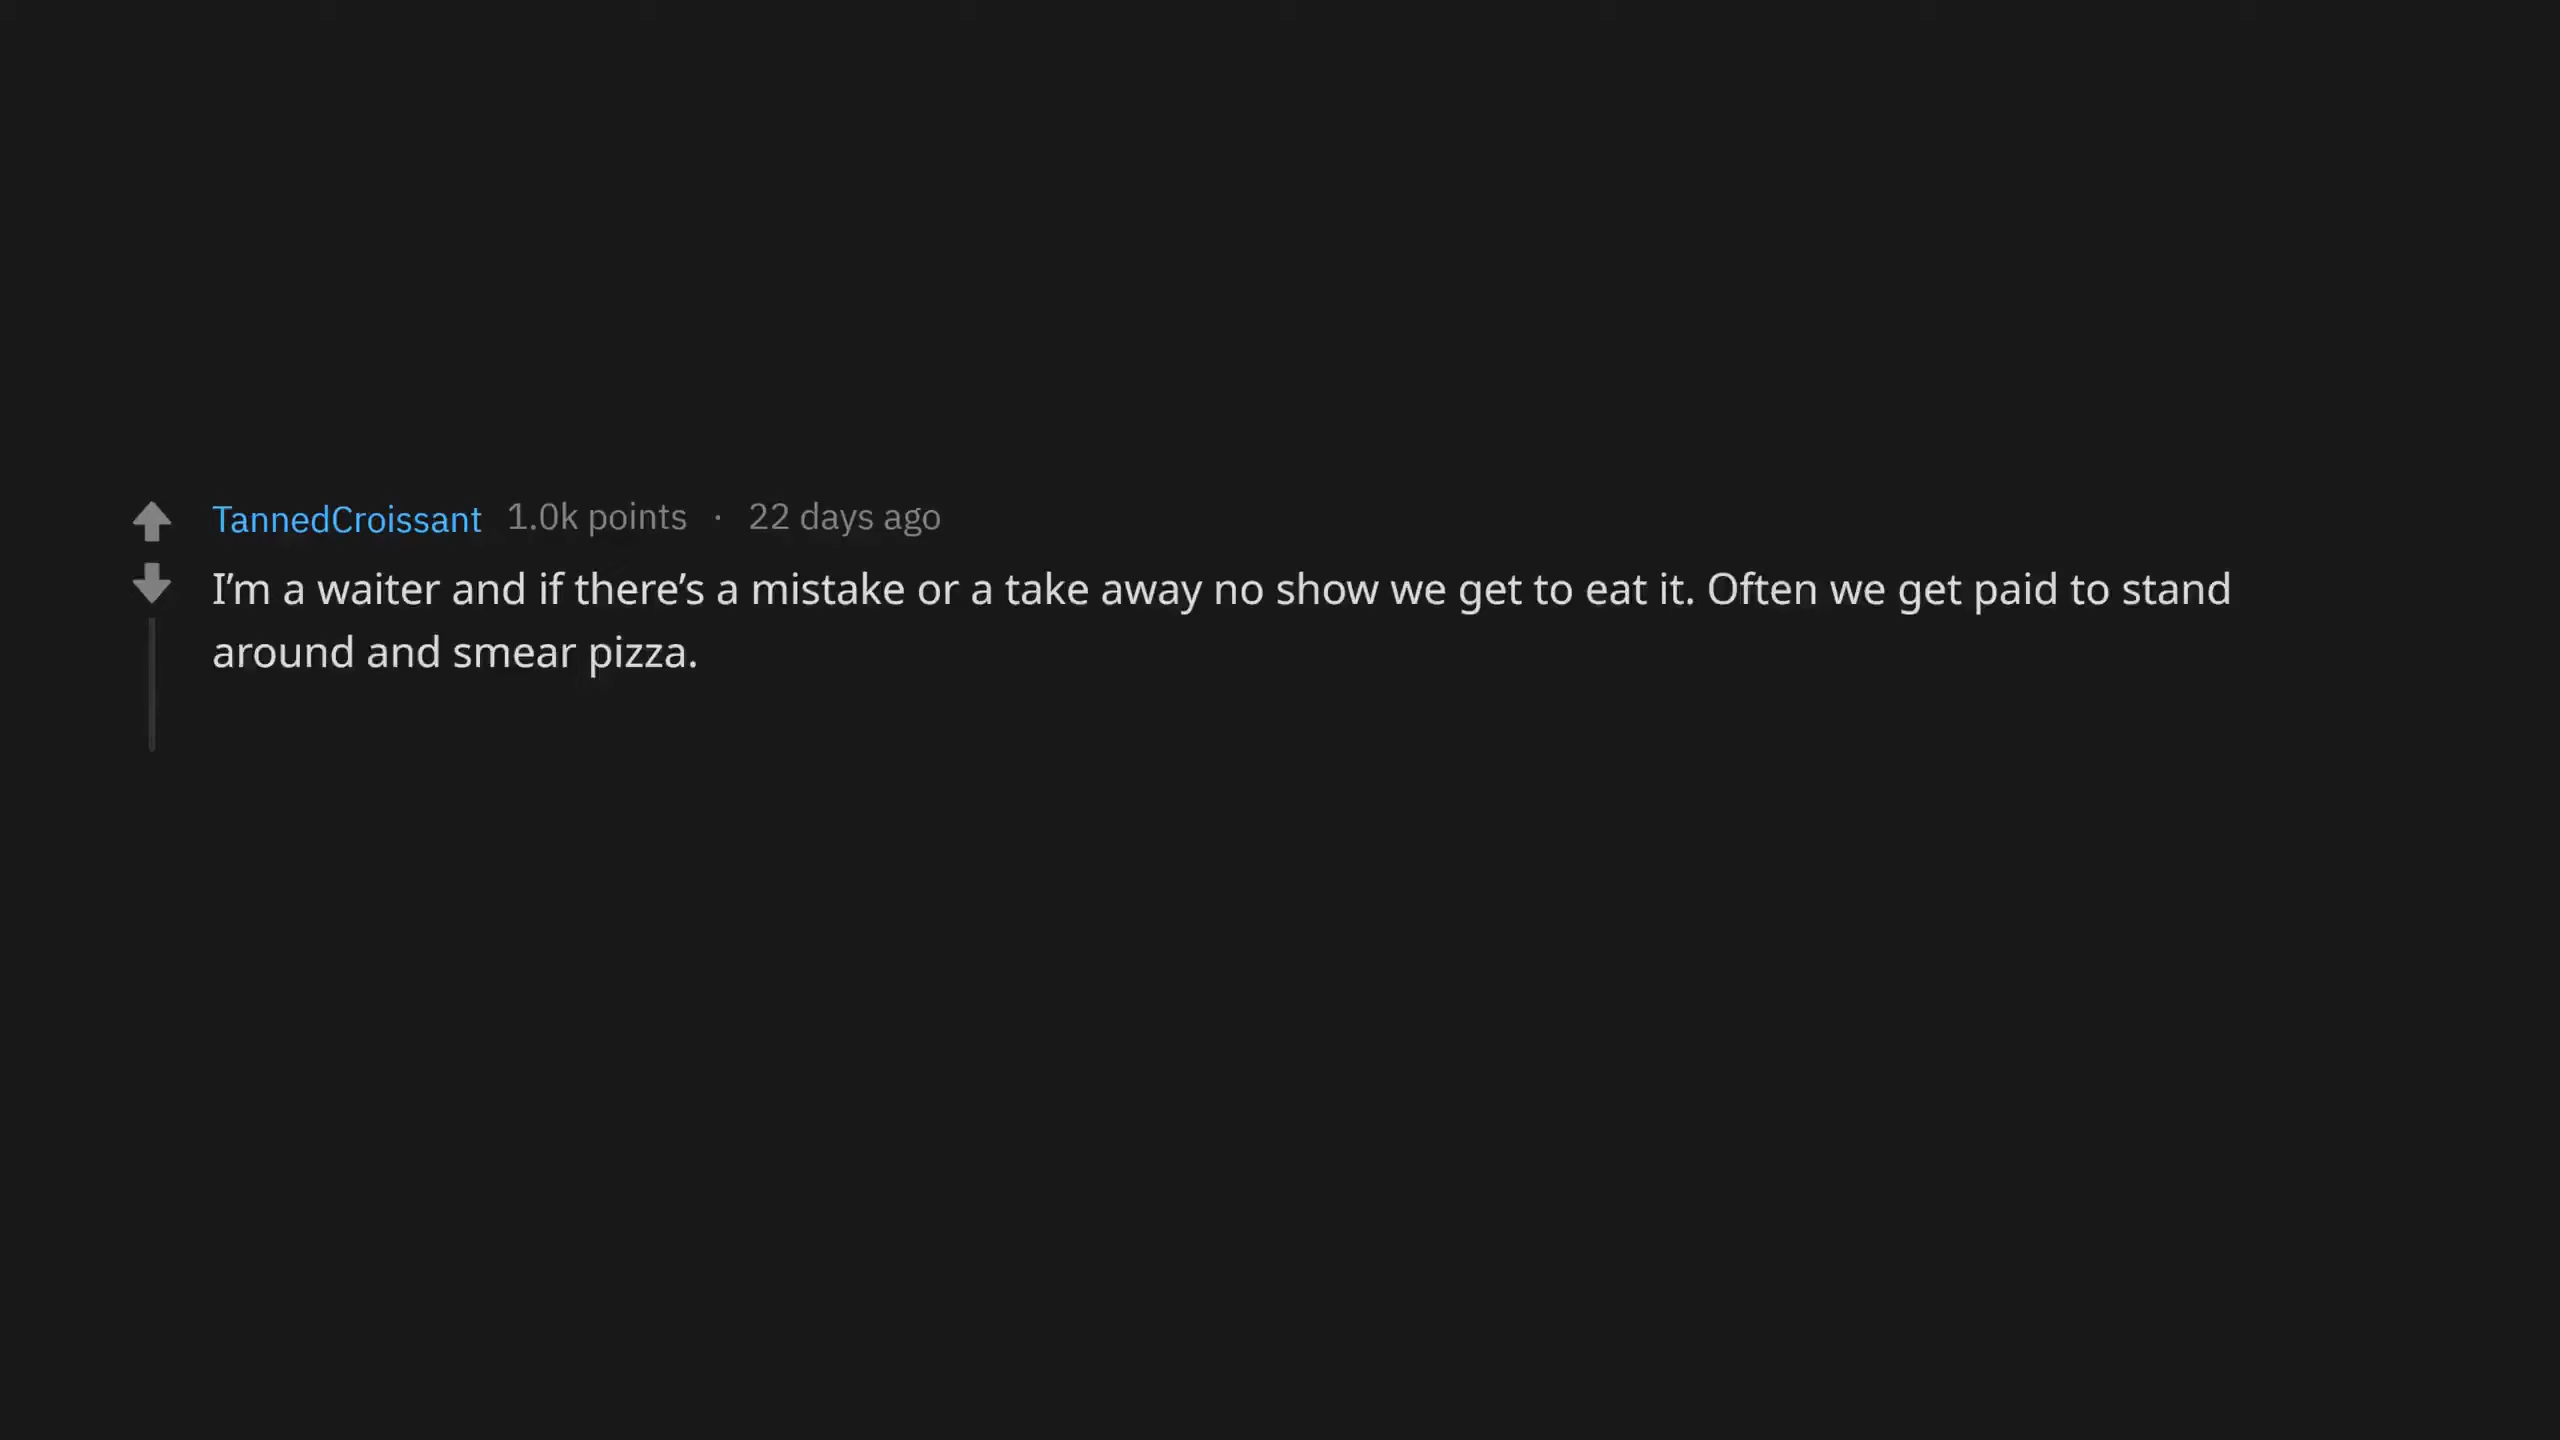 TannedCroissant 1.0k points · 22 days ago
I’m a waiter and if there’s a mistake or a take away no show we get to eat it. Often we get paid to stand
around and smear pizza.